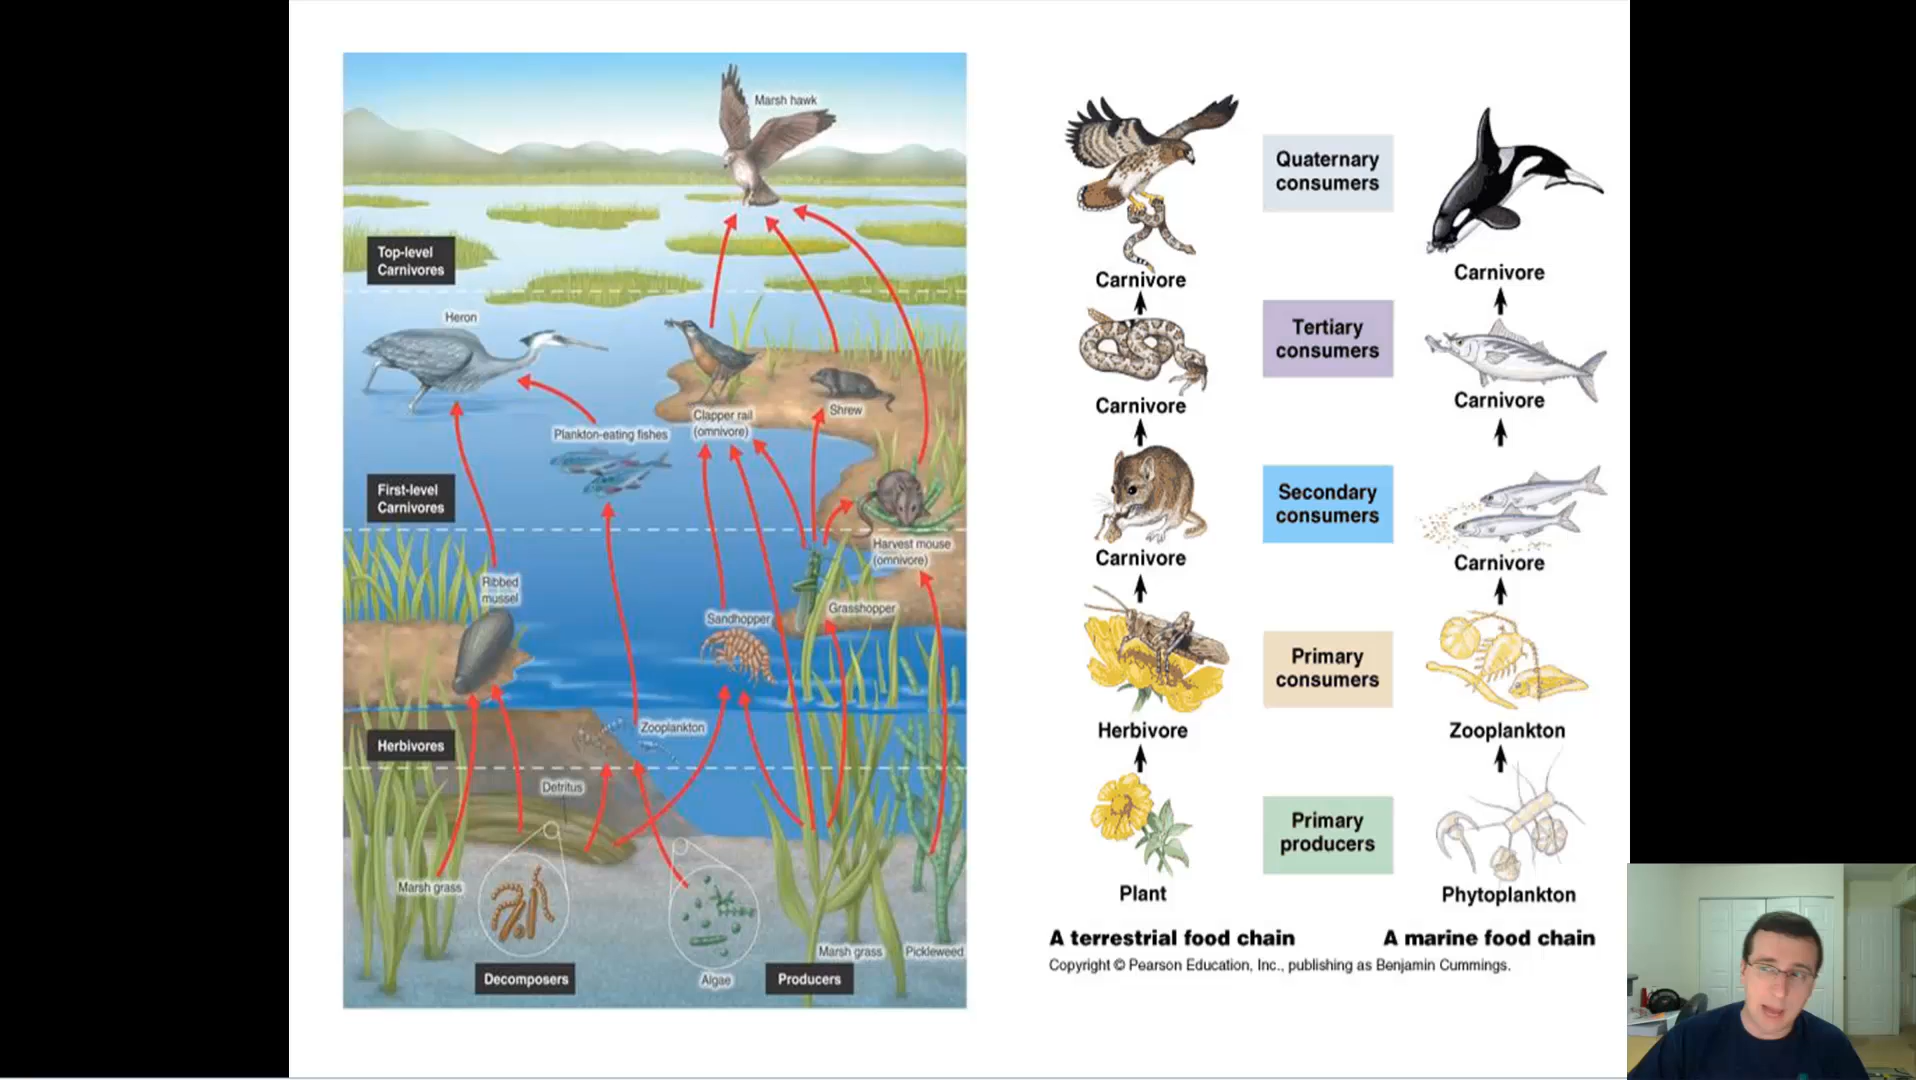 Marsh hawk
Top-level
Carnivores
Heron
Clapper rail
(omnivore)
Shrew
Plankton-eating fishes
First-level
Carnivores
Harvest mouse
(omnivore)
Ribbed
mussel
Grasshopper
Sandhopper
Zooplankton
Herbivores
Detritus
Marsh grass
Marsh grass
Pickleweed
Decomposers
Algae
Producers
Quaternary
consumers
Carnivore
Carnivore
Tertiary
consumers
Carnivore
Carnivore
Secondary
consumers
Carnivore
Carnivore
Primary
consumers
Herbivore
Zooplankton
Primary
producers
Plant
Phytoplankton
A terrestrial food chain
A marine food chain
Copyright © Pearson Education, Inc., publishing as Benjamin Cummings.